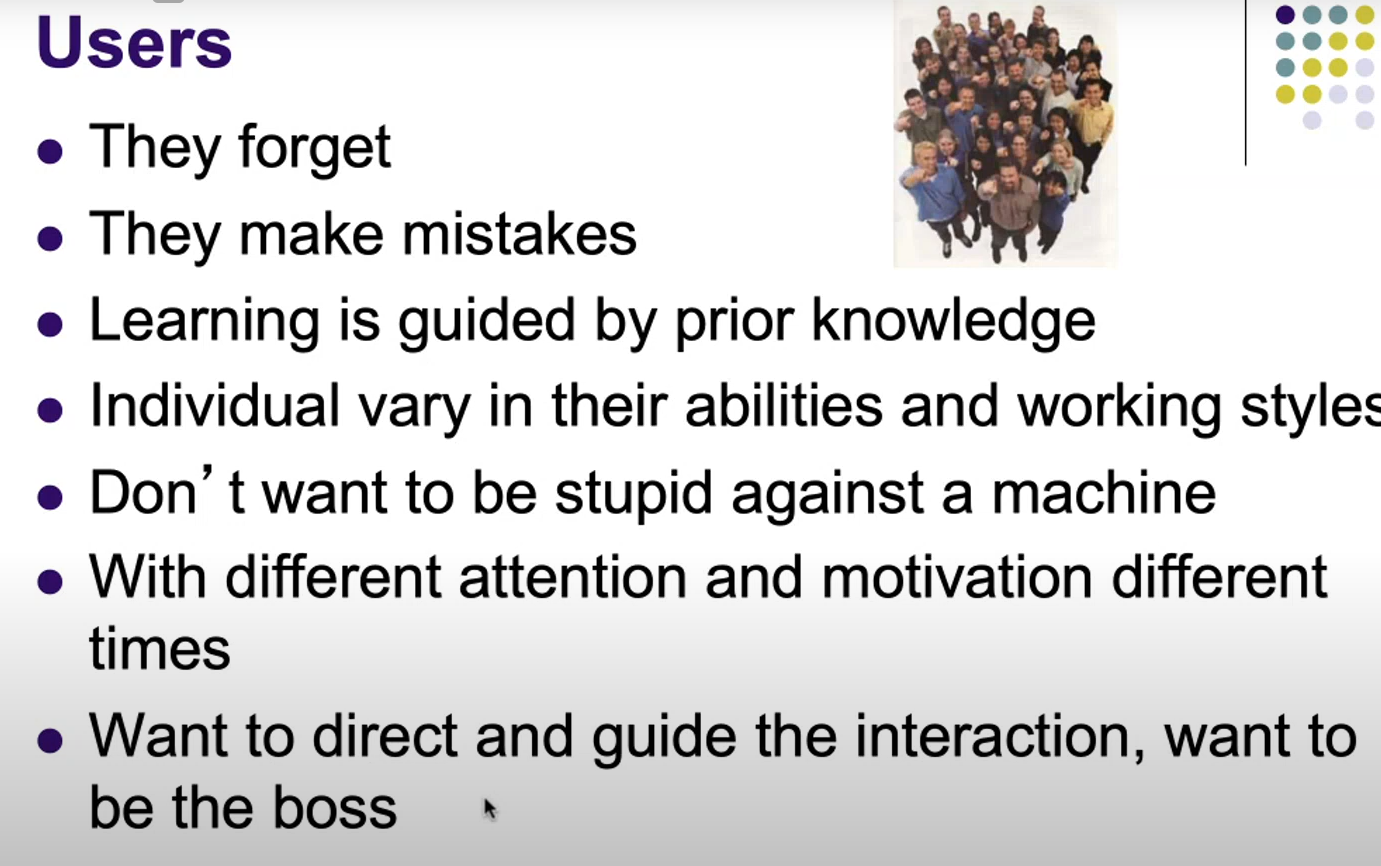 Users
They forget
They make mistakes
Learning is guided by prior knowledge
Individual vary in their abilities and working styles
Don’t want to be stupid against a machine
With different attention and motivation different
times
Want to direct and guide the interaction, want to
be the boss